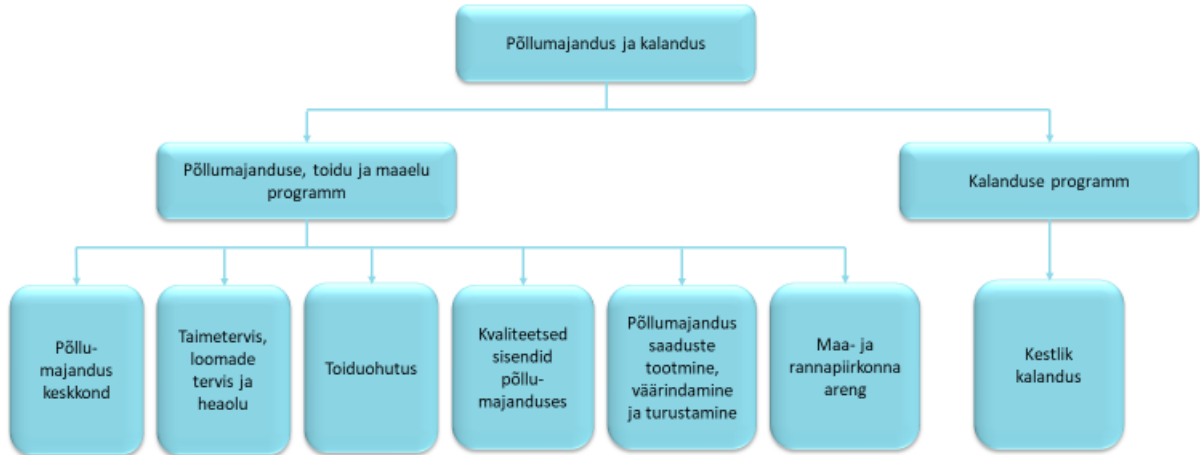 Põllumajandus ja kalandus
Põllumajanduse, toidu ja maaelu
programm
Kalanduse programm
Põllu-
majandus
keskkond
Taimetervis,
loomade
tervis ja
heaolu
Toiduohutus
Kvaliteetsed
sisendid
põllu-
majanduses
Põllumajandus
saaduste
tootmine,
väärindamine
ja turustamine
Maa- ja
rannapiirkonna
areng
Kestlik
kalandus